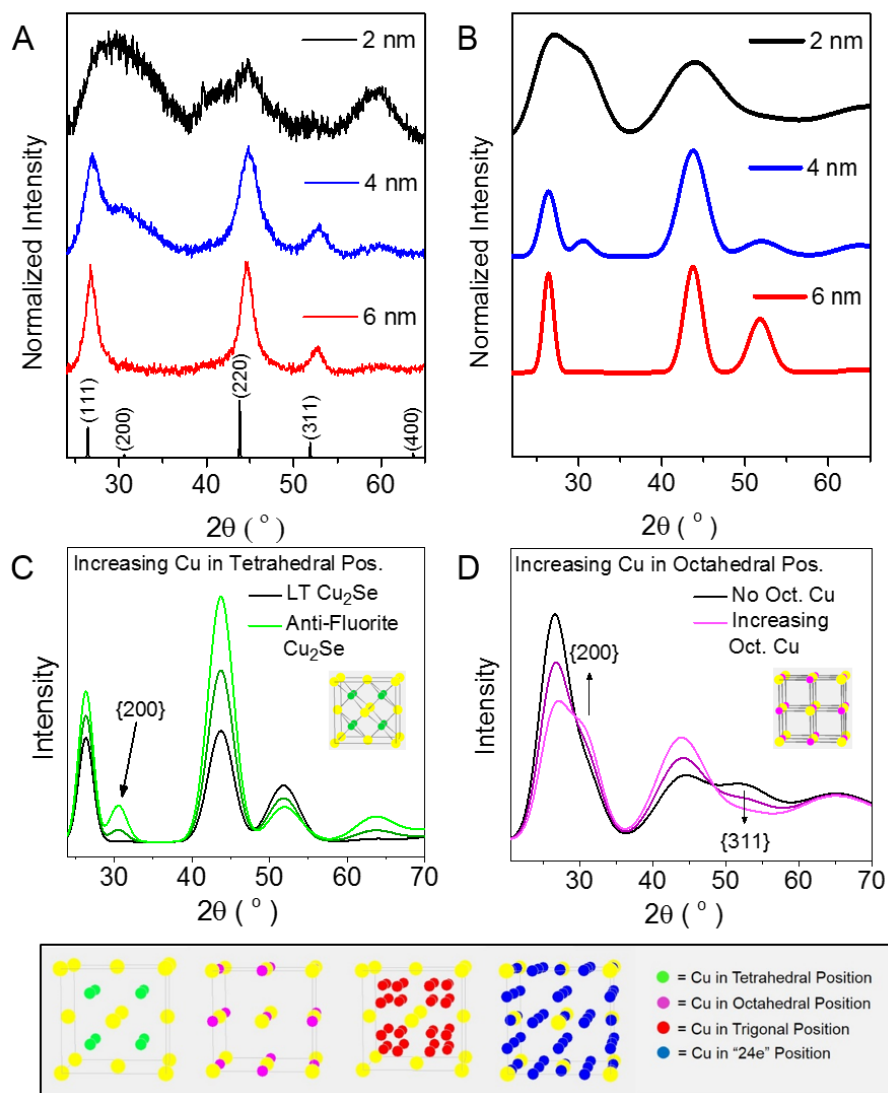 A
2 nm
4 nm
6 nm
(111)
(200)
(220)
(311)
(400)
Normalized Intensity
30 40 50 60
2θ ( ° )
B
2 nm
4 nm
6 nm
Normalized Intensity
30 40 50 60
2θ ( ° )
C
Increasing Cu in Tetrahedral Pos.
LT Cu₂Se
Anti-Fluorite
Cu₂Se
{200}
Intensity
30 40 50 60 70
2θ ( ° )
D
Increasing Cu in Octahedral Pos.
No Oct. Cu
Increasing
Oct. Cu
{200}
{311}
Intensity
30 40 50 60 70
2θ ( ° )
= Cu in Tetrahedral Position
= Cu in Octahedral Position
= Cu in Trigonal Position
= Cu in “24e” Position